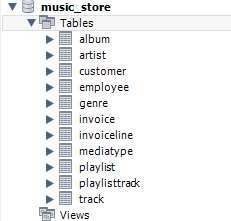 music_store
Tables
album
artist
customer
employee
genre
invoice
invoiceline
mediatype
playlist
playlisttrack
track
Views